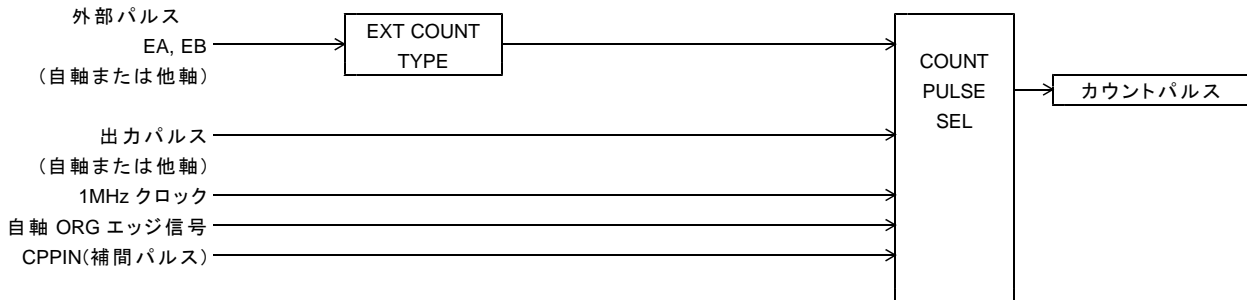 外部パルス
EA, EB
(自軸または他軸)
EXT COUNT
TYPE
COUNT
PULSE
SEL
カウントパルス
出力パルス
(自軸または他軸)
1MHz クロック
自軸 ORG エッジ信号
CPPIN(補間パルス)